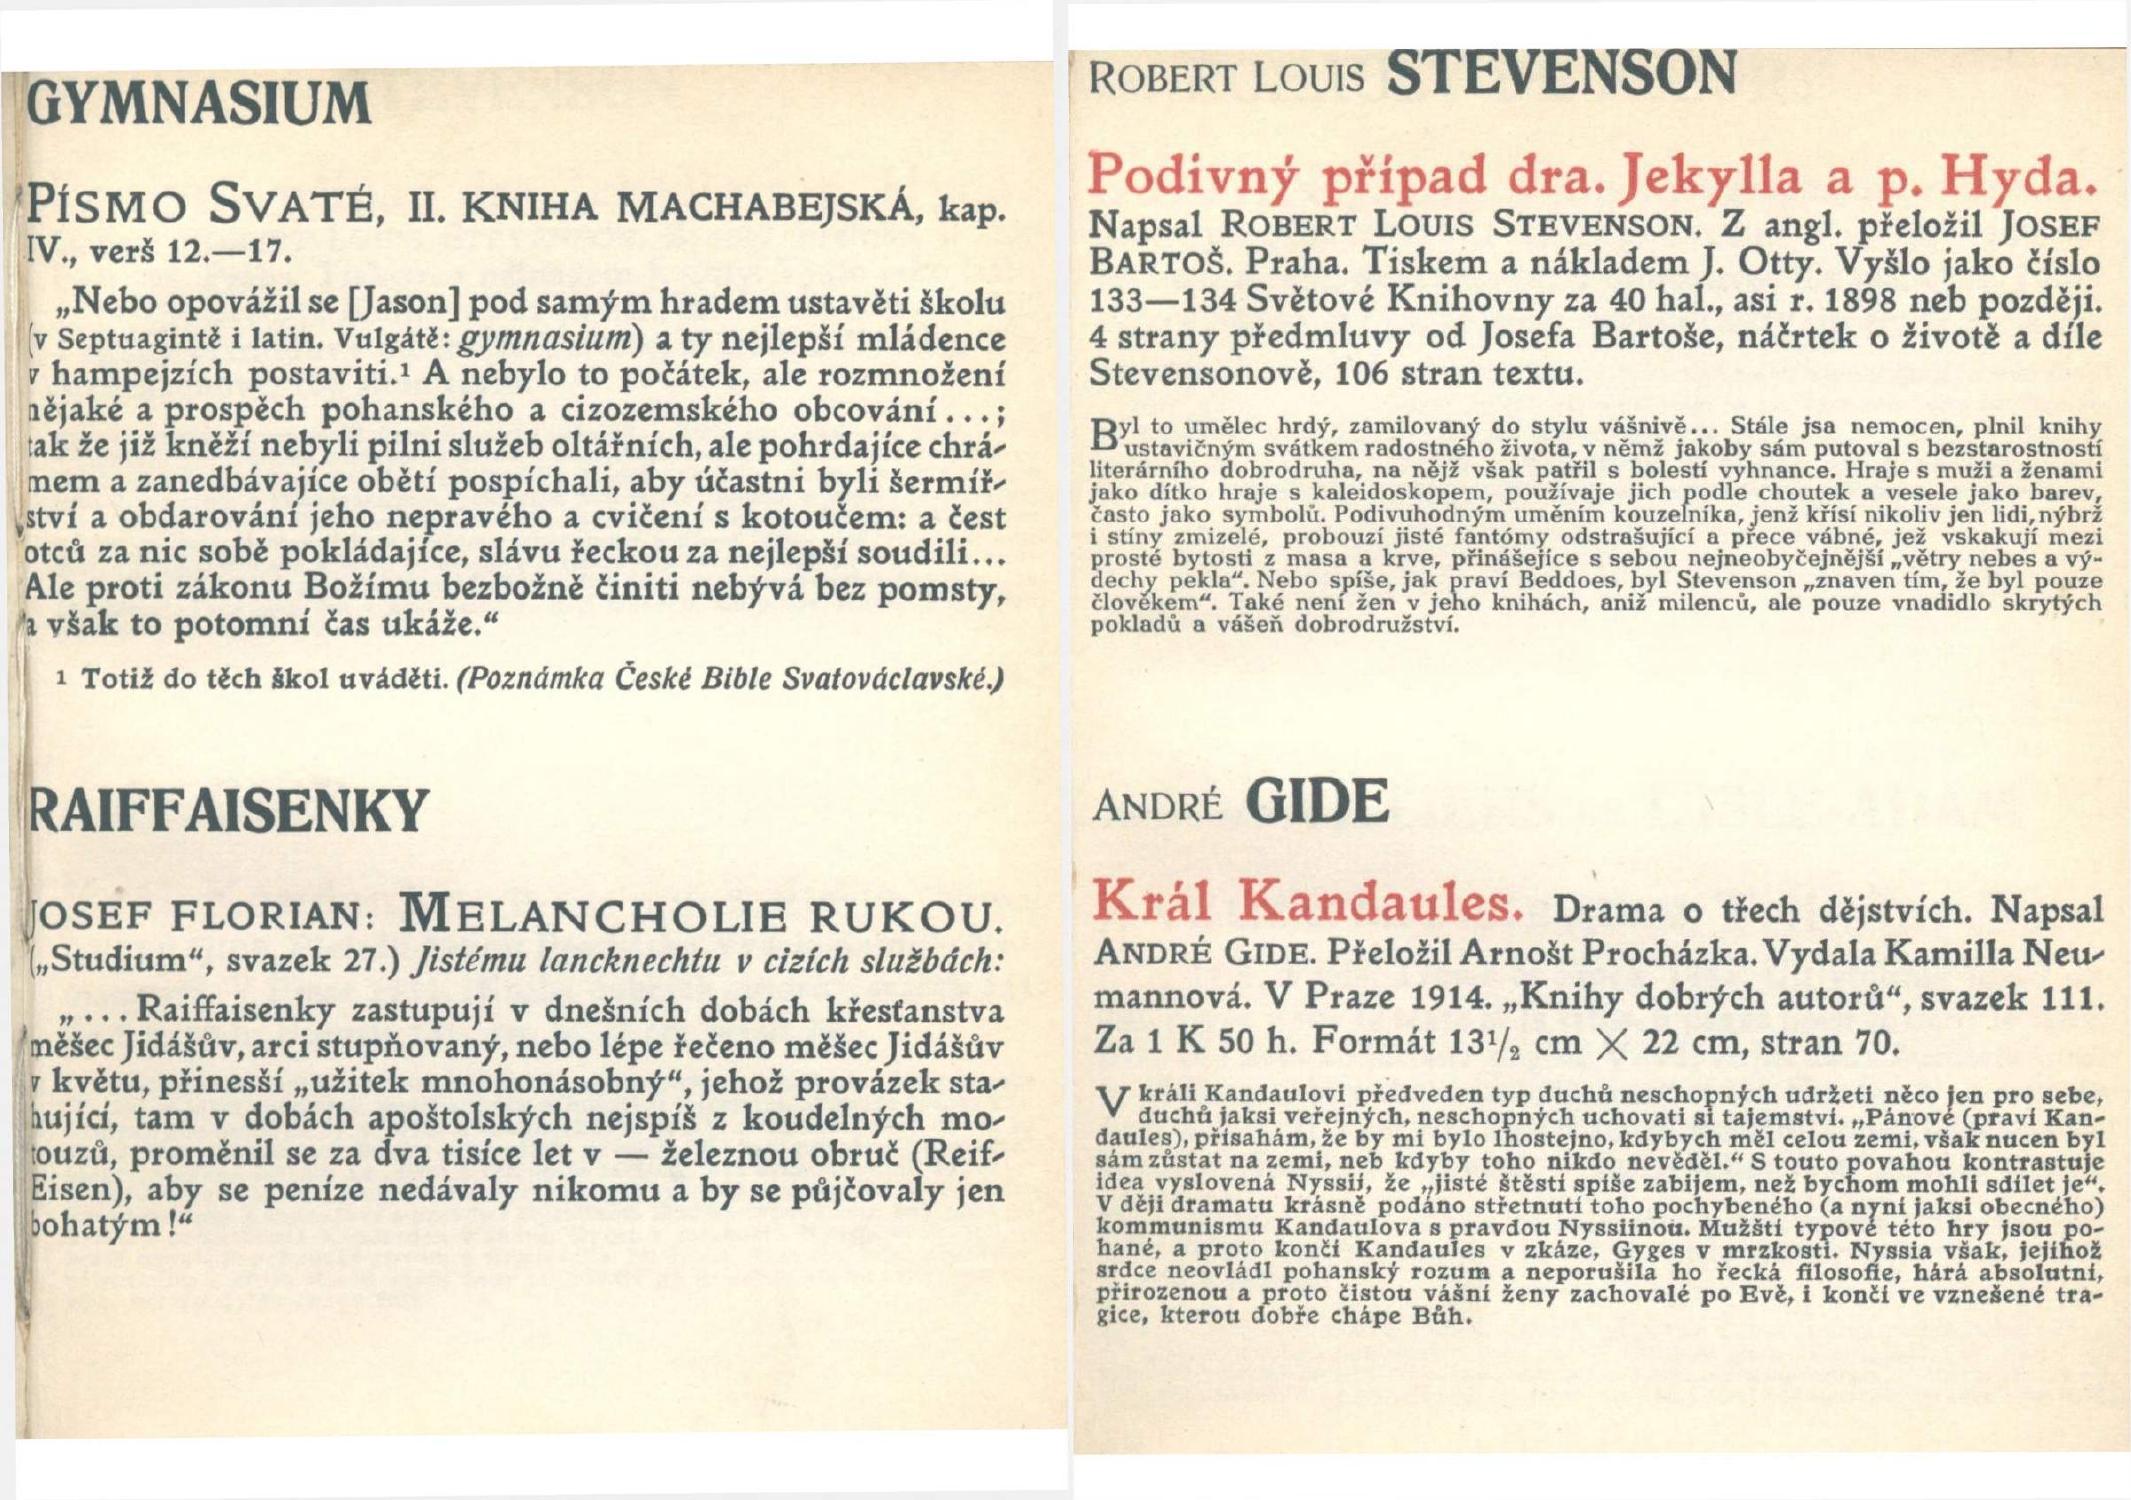 GYMNASIUM
PÍSMO SVATÉ, II. KNIHA MACHABEJSKÁ, kap.
IV., verš 12.—17.
„Nebo opovážil se [Jason] pod samým hradem ustavěti školu
(v Septuagintě i latin. Vulgátě: gymnasium) a ty nejlepší mládence
v hampejzích postaviti.¹ A nebylo to počátek, ale rozmnožení
nějaké a prospěch pohanského a cizozemského obcování...;
tak že již kněží nebyli pilni služeb oltářních, ale pohrdajíce chrá-
mem a zanedbávajíce obětí pospíchali, aby účastni byli šermíř-
ství a obdarování jeho nepravého a cvičení s kotoučem: a čest
otců za nic sobě pokládajíce, slávu řeckou za nejlepší soudili...
Ale proti zákonu Božímu bezbožně činiti nebývá bez pomsty,
a však to potomní čas ukáže.“
¹ Totiž do těch škol uváděti. (Poznámka České Bible Svatováclavské.)
RAIFFAISENKY
JOSEF FLORIAN: MELANCHOLIE RUKOU.
(„Studium“, svazek 27.) Jistému lancknechtu v cizích službách:
„...Raiffaisenky zastupují v dnešních dobách křesťanstva
měšec Jidášův, arci stupňovaný, nebo lépe řečeno měšec Jidášův
v květu, přinesší „užitek mnohonásobný“, jehož provázek sta-
hující, tam v dobách apoštolských nejspíš z koudelných mo-
touzů, proměnil se za dva tisíce let v — železnou obruč (Reif-
Eisen), aby se peníze nedávaly nikomu a by se půjčovaly jen
bohatým!“
ROBERT LOUIS STEVENSON
Podivný případ dra. Jekylla a p. Hyda.
Napsal ROBERT LOUIS STEVENSON. Z angl. přeložil JOSEF
BARTOŠ. Praha. Tiskem a nákladem J. Otty. Vyšlo jako číslo
133—134 Světové Knihovny za 40 hal., asi r. 1898 neb později.
4 strany předmluvy od Josefa Bartoše, náčrtek o životě a díle
Stevensonově, 106 stran textu.
Byl to umělec hrdý, zamilovaný do stylu vášnivě... Stále jsa nemocen, plnil knihy
ustavičným svátkem radostného života, v němž jakoby sám putoval s bezstarostností
literárního dobrodruha, na nějž však patřil s bolestí vyhnance. Hraje s muži a ženami
jako dítko hraje s kaleidoskopem, používaje jich podle choutek a vesele jako barev,
často jako symbolů. Podivuhodným uměním kouzelníka, jenž křísí nikoliv jen lidi, nýbrž
i stíny zmizelé, probouzí jisté fantómy odstrašující a přece vábné, jež vskakují mezi
prosté bytosti z masa a krve, přinášejíce s sebou nejneobyčejnější „větry nebes a vý-
dechy pekla“. Nebo spíše, jak praví Beddoes, byl Stevenson „znaven tím, že byl pouze
člověkem“. Také není žen v jeho knihách, aniž milenců, ale pouze vnadidlo skrytých
pokladů a vášeň dobrodružství.
ANDRÉ GIDE
Král Kandaules. Drama o třech dějstvích. Napsal
ANDRÉ GIDE. Přeložil Arnošt Procházka. Vydala Kamilla Neu-
mannová. V Praze 1914. „Knihy dobrých autorů“, svazek 111.
Za 1 K 50 h. Formát 13¹/₂ cm × 22 cm, stran 70.
V králi Kandaulovi předveden typ duchů neschopných udržeti něco jen pro sebe,
duchů jaksi veřejných, neschopných uchovati si tajemství. „Pánové (praví Kan-
daules), přísahám, že by mi bylo lhostejno, kdybych měl celou zemi, však nucen byl
sám zůstat na zemi, neb kdyby toho nikdo nevěděl.“ S touto povahou kontrastuje
idea vyslovená Nyssií, že „jisté štěstí spíše zabijem, než bychom mohli sdílet je“.
V ději dramatu krásně podáno střetnutí toho pochybeného (a nyní jaksi obecného)
kommunismu Kandaulova s pravdou Nyssiinou. Mužští typové této hry jsou po-
hané, a proto končí Kandaules v zkáze, Gyges v mrzkosti. Nyssia však, jejíhož
srdce neovládl pohanský rozum a neporušila ho řecká filosofie, hárá absolutní,
přirozenou a proto čistou vášní ženy zachovalé po Evě, i končí ve vznešené tra-
gice, kterou dobře chápe Bůh.